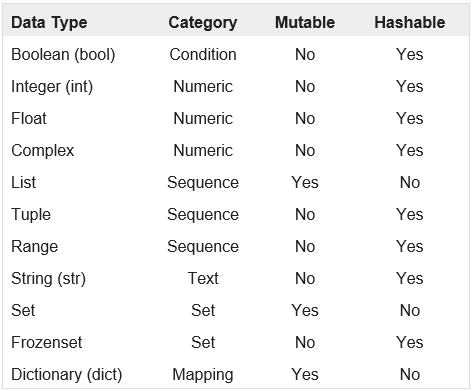 Data Type Category Mutable Hashable
Boolean (bool) Condition No Yes
Integer (int) Numeric No Yes
Float Numeric No Yes
Complex Numeric No Yes
List Sequence Yes No
Tuple Sequence No Yes
Range Sequence No Yes
String (str) Text No Yes
Set Set Yes No
Frozenset Set No Yes
Dictionary (dict) Mapping Yes No